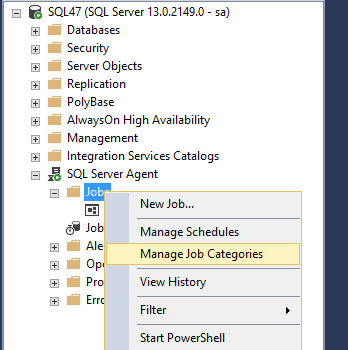 SQL47 (SQL Server 13.0.2149.0 - sa)
Databases
Security
Server Objects
Replication
PolyBase
AlwaysOn High Availability
Management
Integration Services Catalogs
SQL Server Agent
Jobs
New Job...
Job
Manage Schedules
Ale
Manage Job Categories
Ope
Pro
View History
Erro
Filter
Start PowerShell